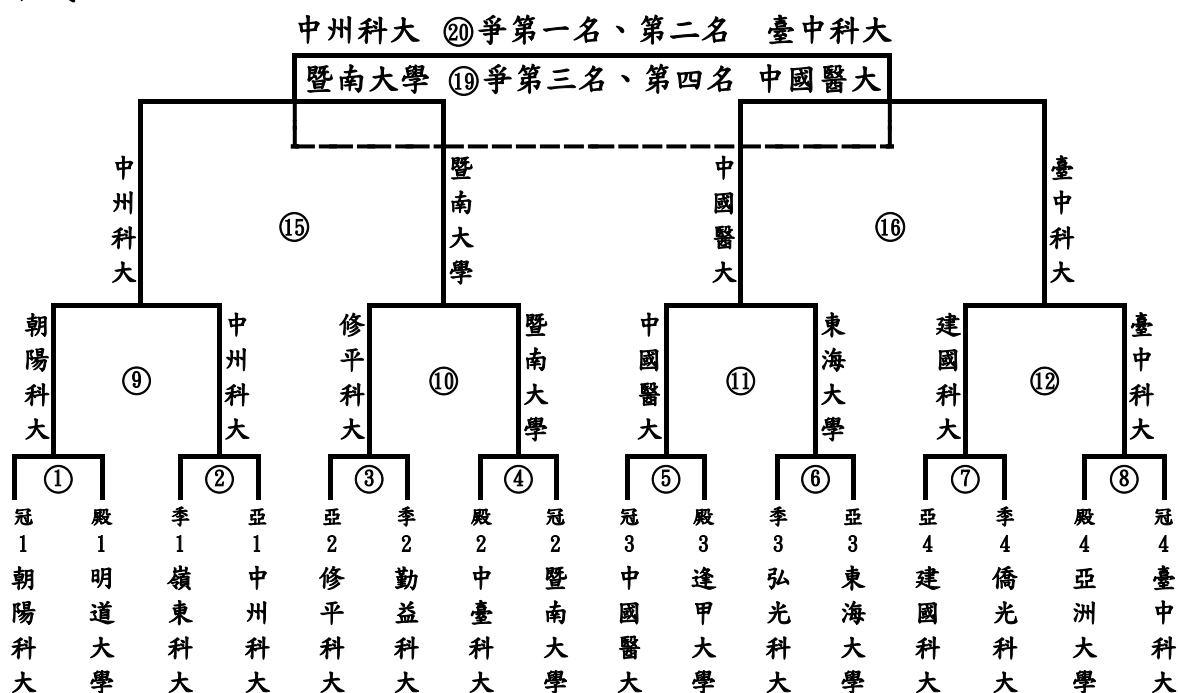 中州科大 ⑳爭第一名、第二名 臺中科大
暨南大學 ⑲爭第三名、第四名 中國醫大
中州科大
暨南大學
中國醫大
臺中科大
⑮
⑯
朝陽科大
中州科大
修平科大
暨南大學
中國醫大
東海大學
建國科大
臺中科大
⑨
⑩
⑪
⑫
①
②
③
④
⑤
⑥
⑦
⑧
冠1朝陽科大
殿1明道大學
季1嶺東科大
亞1中州科大
亞2修平科大
季2勤益科大
殿2中臺科大
冠2暨南大學
冠3中國醫大
殿3逢甲大學
季3弘光科大
亞3東海大學
亞4建國科大
季4僑光科大
殿4亞洲大學
冠4臺中科大